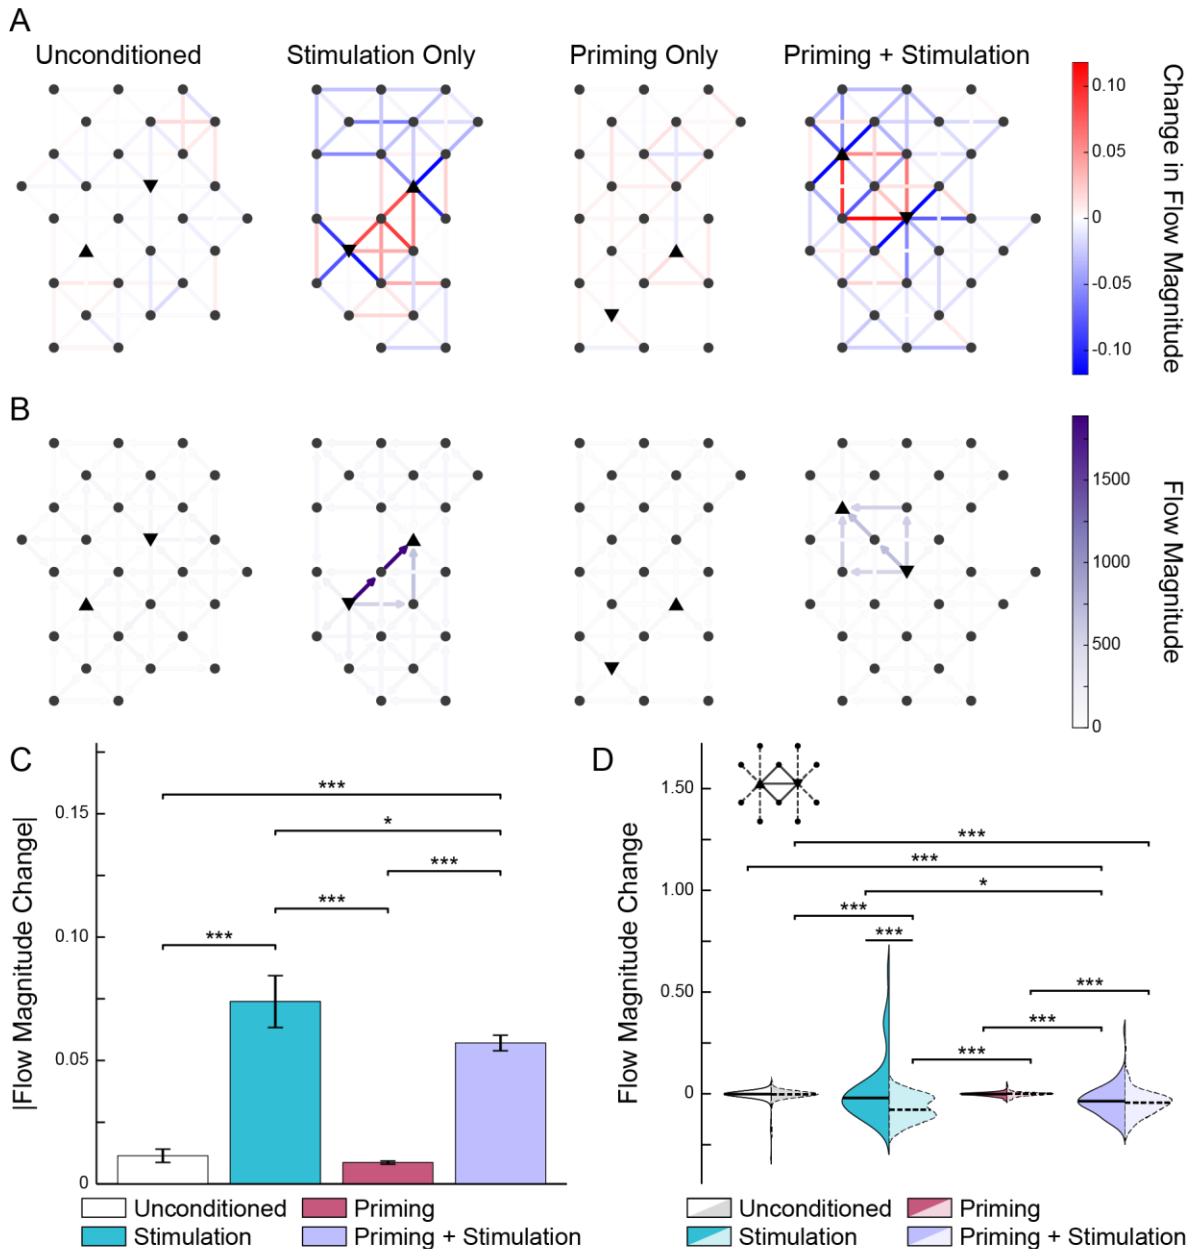 A
Unconditioned
Stimulation Only
Priming Only
Priming + Stimulation
0.10
0.05
0
-0.05
-0.10
Change in Flow Magnitude
B
1500
1000
500
0
Flow Magnitude
C
|Flow Magnitude Change|
0.15
0.10
0.05
0
***
*
***
***
***
Unconditioned
Priming
Stimulation
Priming + Stimulation
D
Flow Magnitude Change
1.50
1.00
0.50
0
***
***
*
***
***
***
***
***
Unconditioned
Priming
Stimulation
Priming + Stimulation